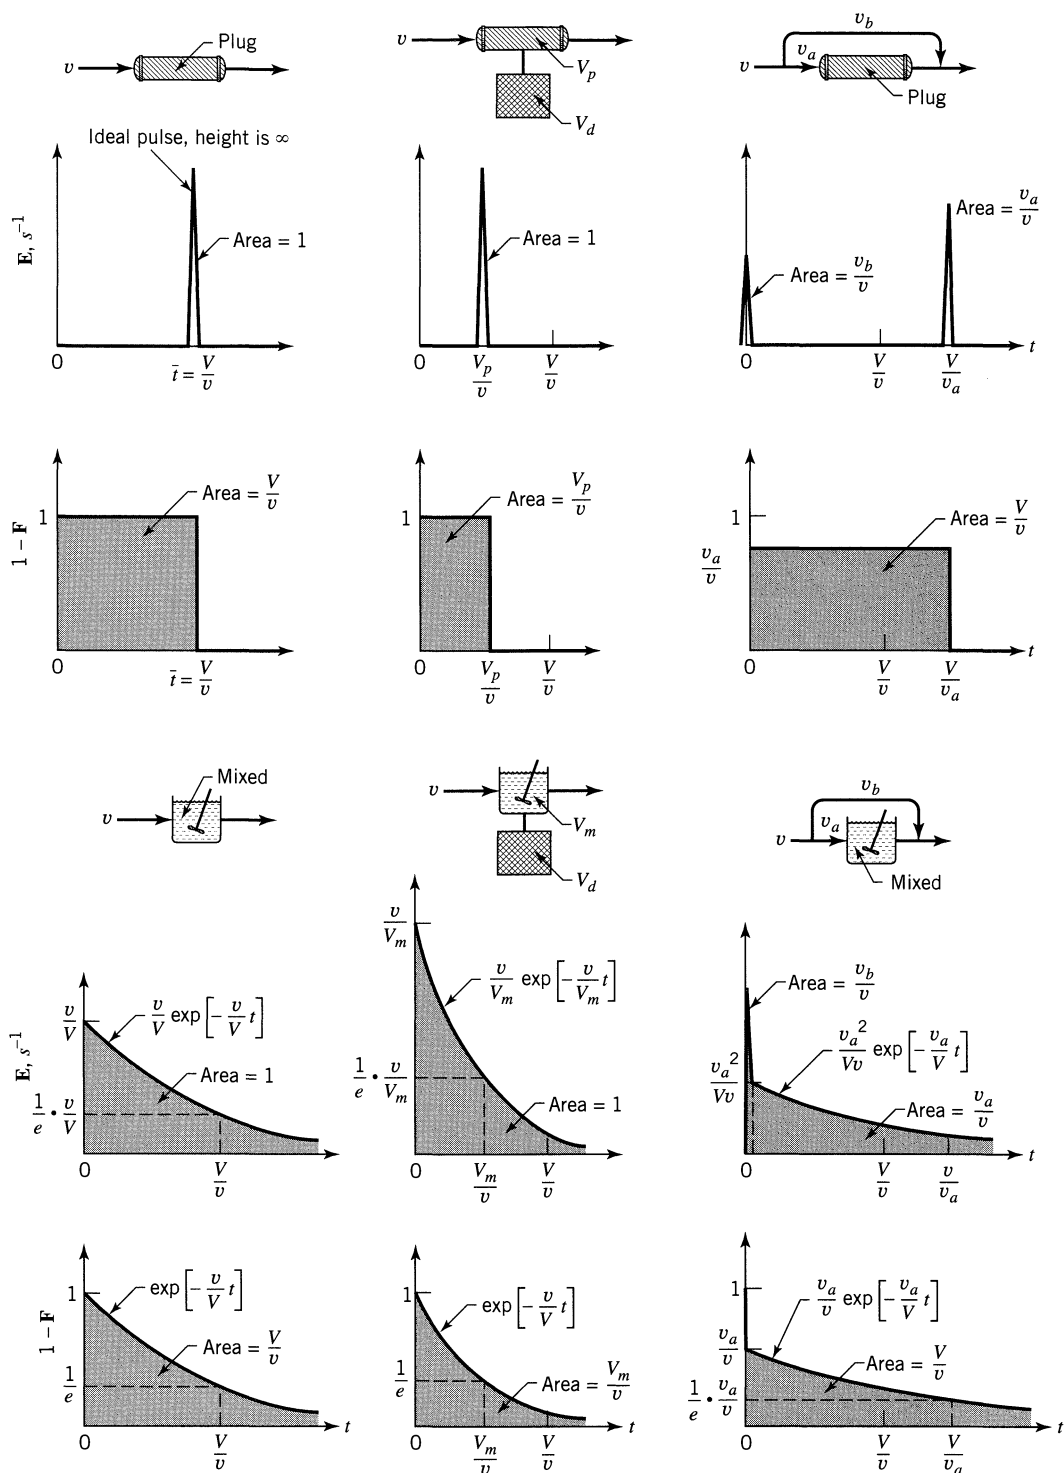 Plug
v
v
V_p
V_d
v_b
v
v_a
Plug
Ideal pulse, height is ∞
E, s^{-1}
Area = 1
0
\bar{t} = V/v
Area = 1
0
V_p/v
V/v
Area = v_a/v
Area = v_b/v
0
V/v
V/v_a
t
1 − F
1
Area = V/v
0
\bar{t} = V/v
1
Area = V_p/v
0
V_p/v
V/v
1
v_a/v
Area = V/v
0
V/v
V/v_a
t
Mixed
v
v
V_m
V_d
v_b
v
v_a
Mixed
E, s^{-1}
v/V
v/V exp[−v/V t]
Area = 1
1/e • v/V
0
V/v
v/V_m
v/V_m exp[−v/V_m t]
1/e • v/V_m
Area = 1
0
V_m/v
V/v
Area = v_b/v
v_a^2/Vv exp[−v_a/V t]
v_a^2/Vv
Area = v_a/v
0
V/v
v/v_a
t
1 − F
1
exp[−v/V t]
Area = V/v
1/e
0
V/v
1
exp[−v/V t]
1/e
Area = V_m/v
0
V_m/v
V/v
1
v_a/v exp[−v_a/V t]
v_a/v
Area = V/v
1/e • v_a/v
0
V/v
V/v_a
t